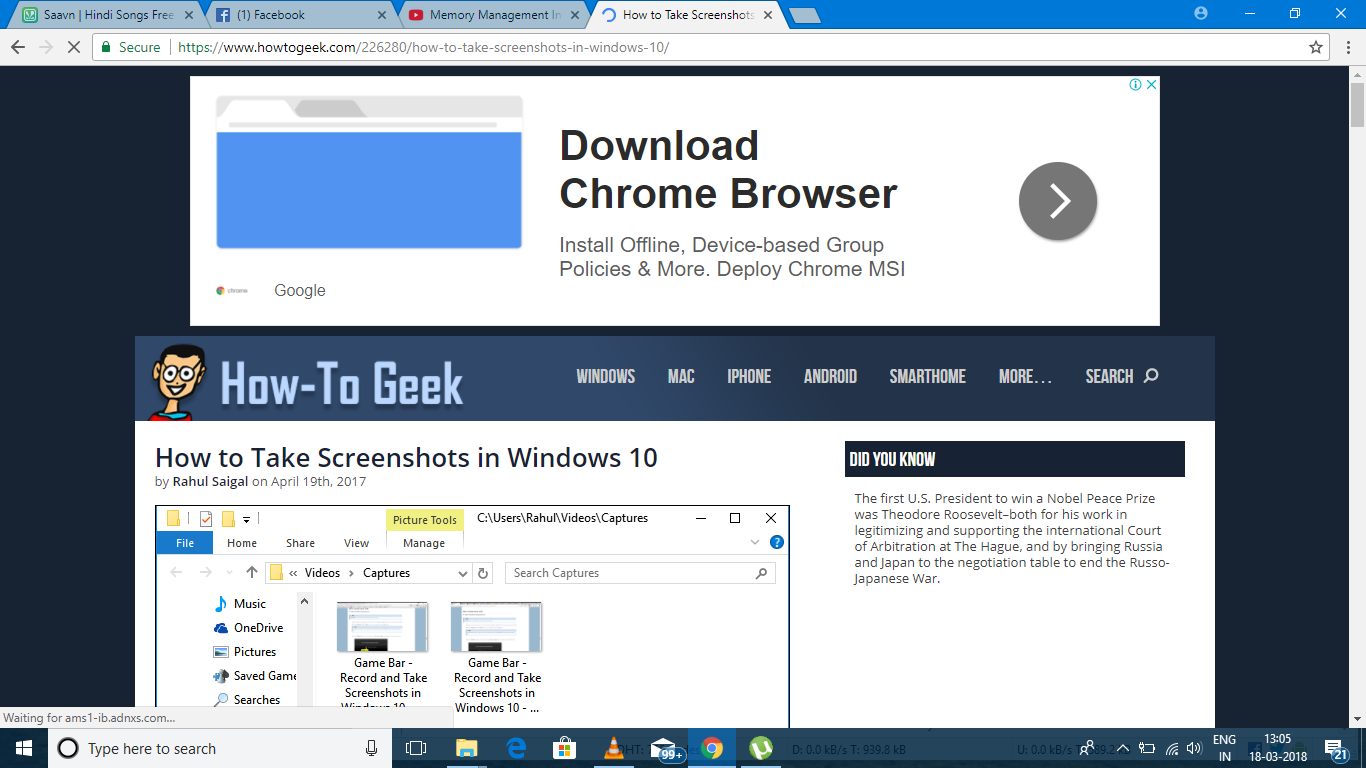 Saavn | Hindi Songs Free
(1) Facebook
Memory Management In
How to Take Screenshots
Secure
https://www.howtogeek.com/226280/how-to-take-screenshots-in-windows-10/
Download
Chrome Browser
Install Offline, Device-based Group
Policies & More. Deploy Chrome MSI
chrome
Google
How-To Geek
WINDOWS MAC IPHONE ANDROID SMARTHOME MORE... SEARCH
How to Take Screenshots in Windows 10
by Rahul Saigal on April 19th, 2017
Picture Tools
C:\Users\Rahul\Videos\Captures
File Home Share View Manage
« Videos > Captures
Search Captures
Music
OneDrive
Pictures
Saved Game
Searches
Game Bar -
Record and Take
Screenshots in
Windows 10 ...
Game Bar -
Record and Take
Screenshots in
Windows 10 - ...
DID YOU KNOW
The first U.S. President to win a Nobel Peace Prize
was Theodore Roosevelt–both for his work in
legitimizing and supporting the international Court
of Arbitration at The Hague, and by bringing Russia
and Japan to the negotiation table to end the Russo-
Japanese War.
Waiting for ams1-ib.adnxs.com...
Type here to search
99+
DHT:
D: 0.0 kB/s T: 939.8 kB
U: 0.0 kB/s
ENG
IN
13:05
18-03-2018
21